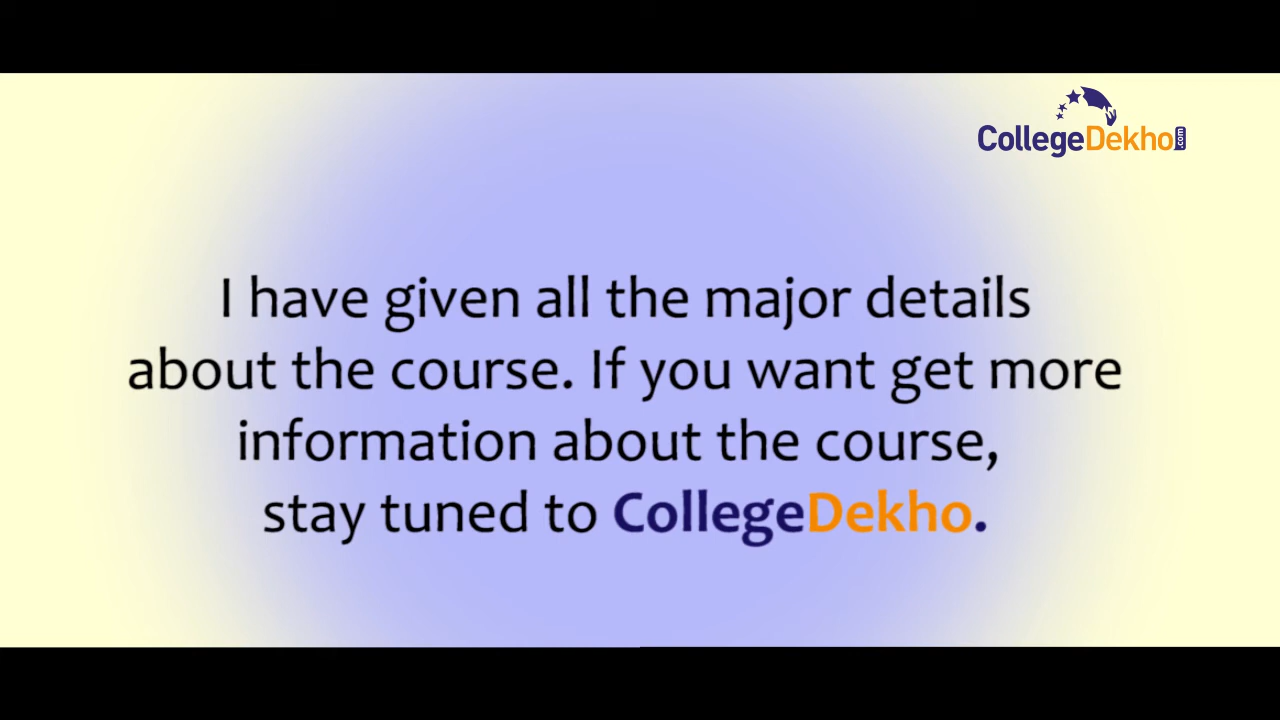 CollegeDekho.com
I have given all the major details
about the course. If you want get more
information about the course,
stay tuned to CollegeDekho.